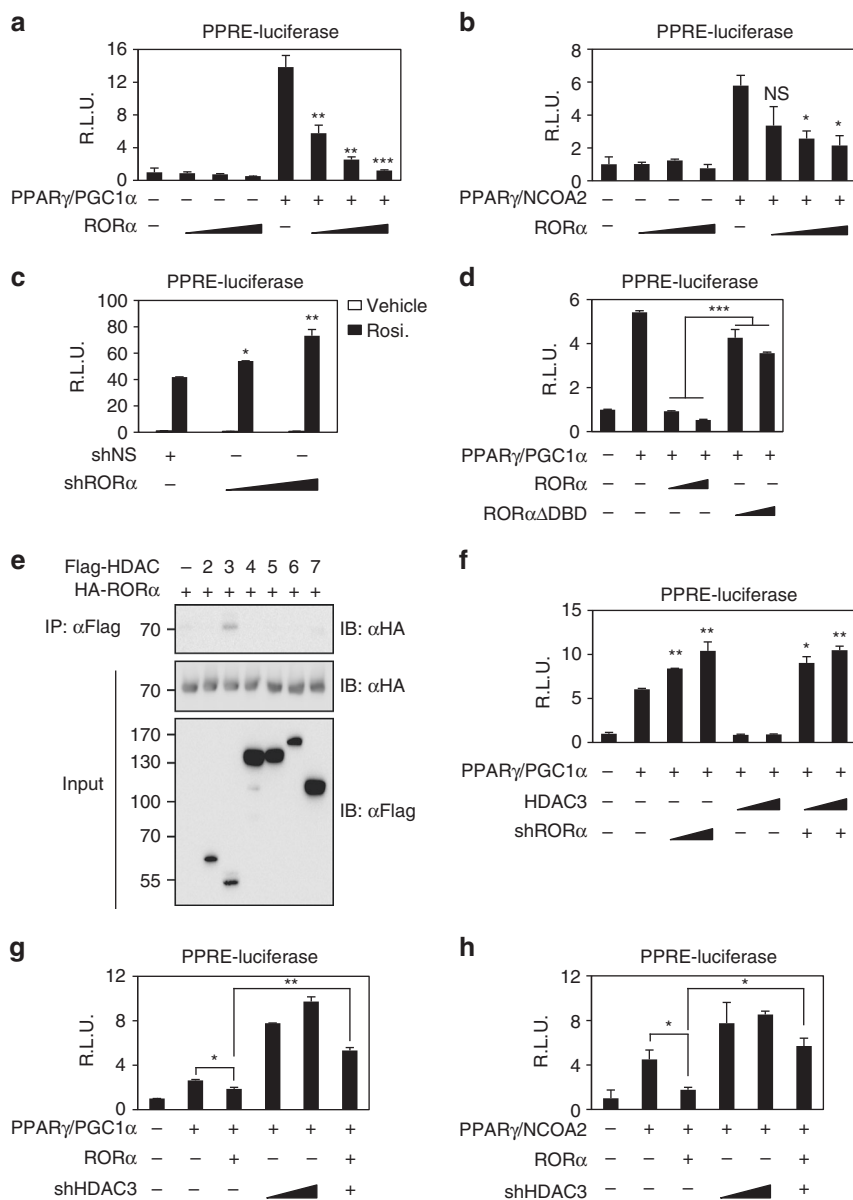 a
PPRE-luciferase
R.L.U.
16
12
8
4
0
** ** ***
PPARγ/PGC1α – – – – + + + +
RORα – –
b
PPRE-luciferase
R.L.U.
8
6
4
2
0
NS * *
PPARγ/NCOA2 – – – – + + + +
RORα – –
c
PPRE-luciferase
R.L.U.
100
80
60
40
20
0
* **
Vehicle
Rosi.
shNS + – –
shRORα –
d
PPRE-luciferase
R.L.U.
6
4
2
0
***
PPARγ/PGC1α – + + + + +
RORα – – – –
RORαΔDBD – – – –
e
Flag-HDAC – 2 3 4 5 6 7
HA-RORα + + + + + + +
IP: αFlag 70 IB: αHA
70 IB: αHA
Input
170
130
100
70
55
IB: αFlag
f
PPRE-luciferase
R.L.U.
15
10
5
0
** ** * **
PPARγ/PGC1α – + + + + + + +
HDAC3 – – – –
shRORα – – – – + +
g
PPRE-luciferase
R.L.U.
12
8
4
0
* **
PPARγ/PGC1α – + + + + +
RORα – – + – – +
shHDAC3 – – – +
h
PPRE-luciferase
R.L.U.
12
8
4
0
* *
PPARγ/NCOA2 – + + + + +
RORα – – + – – +
shHDAC3 – – – +